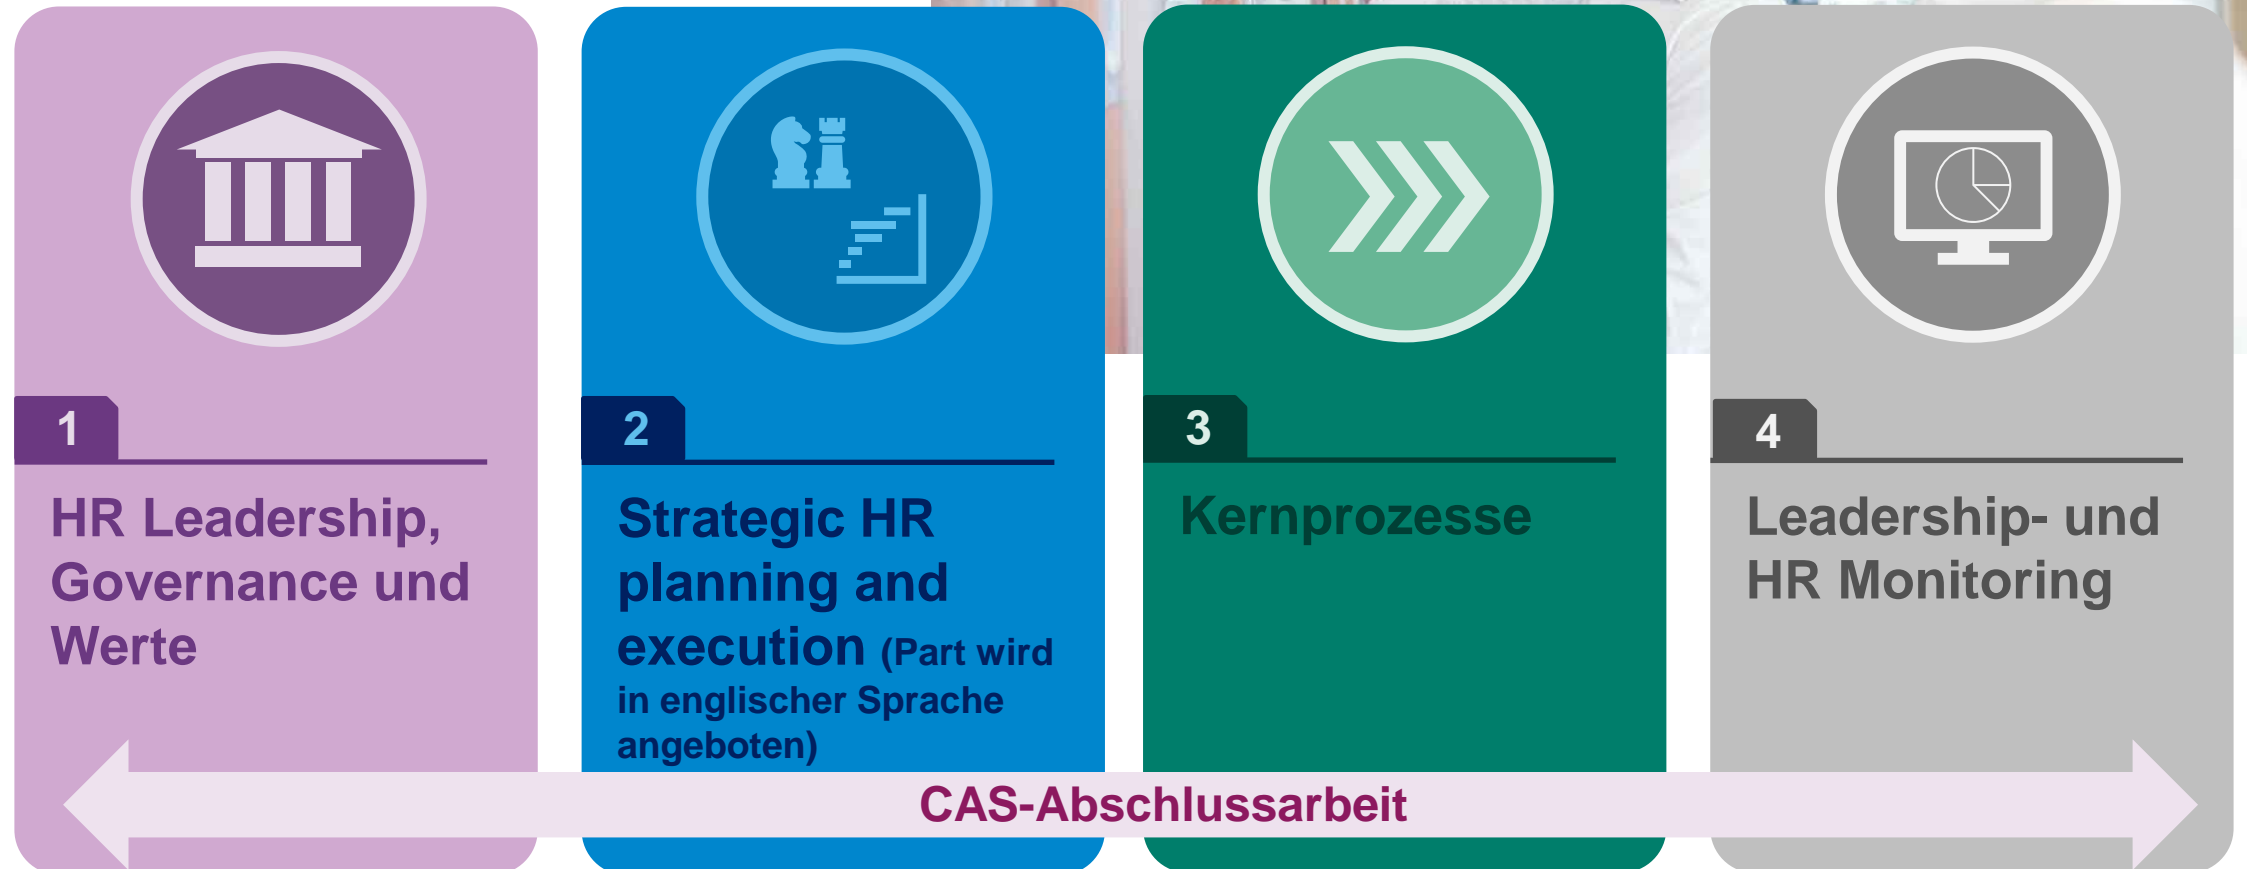 1
HR Leadership,
Governance und
Werte
2
Strategic HR
planning and
execution (Part wird
in englischer Sprache
angeboten)
3
Kernprozesse
4
Leadership- und
HR Monitoring
CAS-Abschlussarbeit